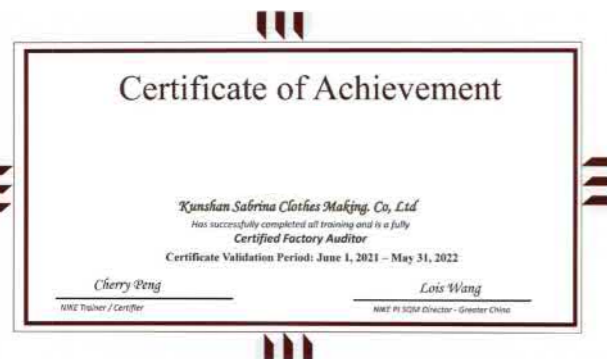 Certificate of Achievement
Kunshan Sabrina Clothes Making. Co, Ltd
Has successfully completed all training and is a fully
Certified Factory Auditor
Certificate Validation Period: June 1, 2021 – May 31, 2022
Cherry Peng
Lois Wang
NIKE Trainer / Certifier
NIKE PI SQM Director - Greater China